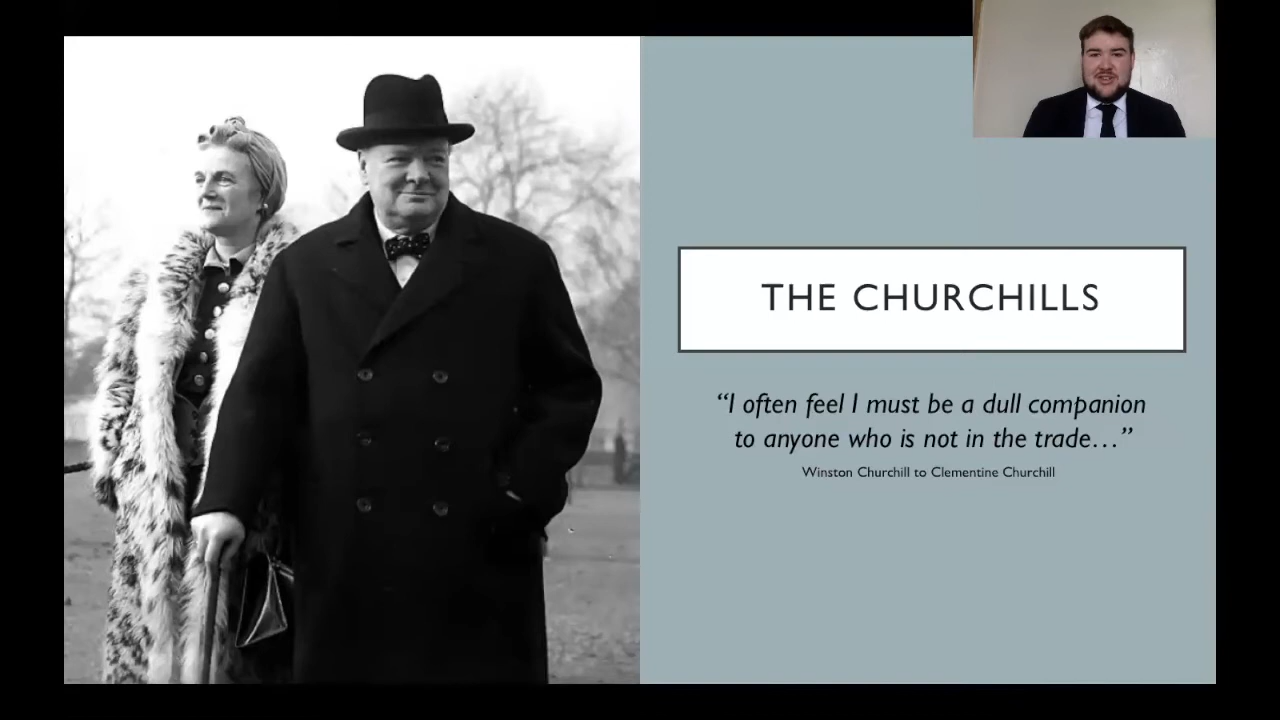 THE CHURCHILLS
“I often feel I must be a dull companion
to anyone who is not in the trade…”
Winston Churchill to Clementine Churchill